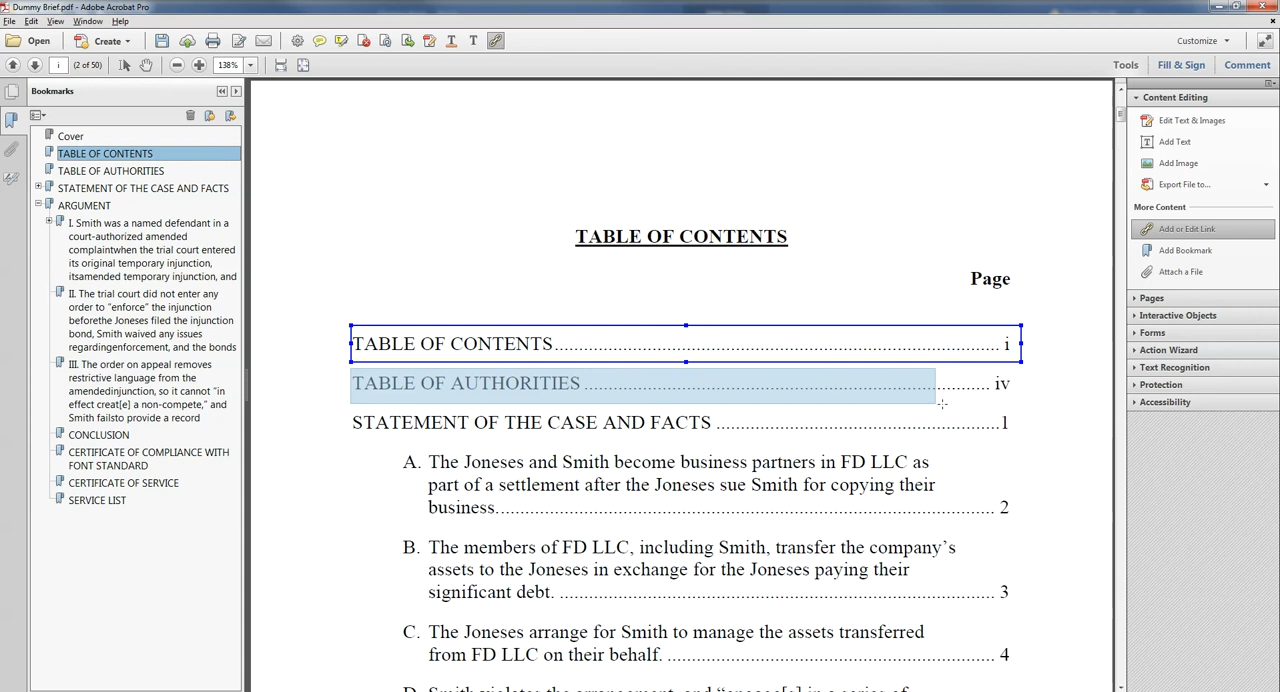 Dummy Brief.pdf - Adobe Acrobat Pro
File Edit View Window Help
Open Create Customize
i (2 of 50) 138% Tools Fill & Sign Comment
Bookmarks
Cover
TABLE OF CONTENTS
TABLE OF AUTHORITIES
STATEMENT OF THE CASE AND FACTS
ARGUMENT
I. Smith was a named defendant in a
court-authorized amended
complaintwhen the trial court entered
its original temporary injunction,
itsamended temporary injunction, and
II. The trial court did not enter any
order to “enforce” the injunction
beforethe Joneses filed the injunction
bond, Smith waived any issues
regardingenforcement, and the bonds
III. The order on appeal removes
restrictive language from the
amendedinjunction, so it cannot “in
effect creat[e] a non-compete,” and
Smith failsto provide a record
CONCLUSION
CERTIFICATE OF COMPLIANCE WITH
FONT STANDARD
CERTIFICATE OF SERVICE
SERVICE LIST
TABLE OF CONTENTS
Page
TABLE OF CONTENTS.................................................................................... i
TABLE OF AUTHORITIES ............................................................................. iv
STATEMENT OF THE CASE AND FACTS ......................................................1
A. The Joneses and Smith become business partners in FD LLC as
part of a settlement after the Joneses sue Smith for copying their
business............................................................................................... 2
B. The members of FD LLC, including Smith, transfer the company’s
assets to the Joneses in exchange for the Joneses paying their
significant debt. ................................................................................... 3
C. The Joneses arrange for Smith to manage the assets transferred
from FD LLC on their behalf. .............................................................. 4
D. Smith violates the arrangement, and “engage[e] in a series of
Content Editing
Edit Text & Images
Add Text
Add Image
Export File to...
More Content
Add or Edit Link
Add Bookmark
Attach a File
Pages
Interactive Objects
Forms
Action Wizard
Text Recognition
Protection
Accessibility